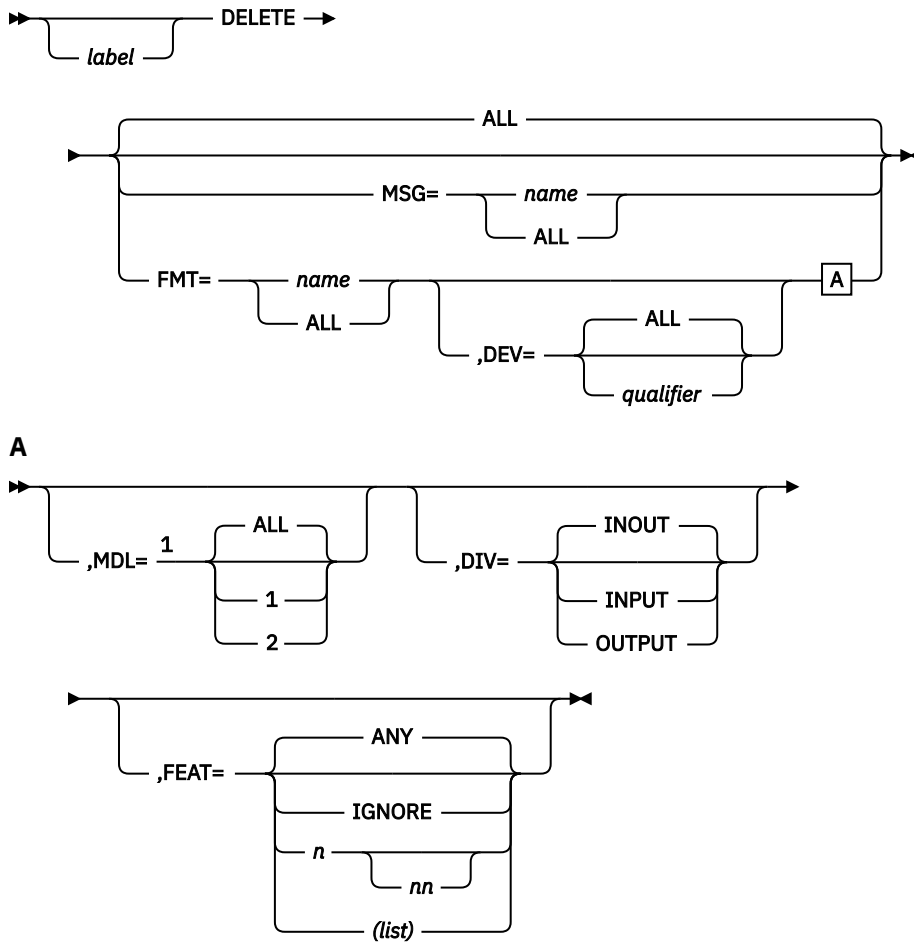 DELETE
label
ALL
MSG= name
ALL
FMT= name A
ALL ALL
,DEV=
qualifier
A
ALL INOUT
,MDL= 1 ,DIV=
1 INPUT
2 OUTPUT
ANY
,FEAT=
IGNORE
n
nn
(list)